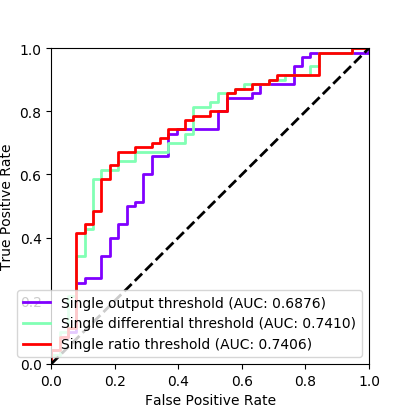 1.0
0.8
0.6
0.4
0.2
0.0
True Positive Rate
Single output threshold (AUC: 0.6876)
Single differential threshold (AUC: 0.7410)
Single ratio threshold (AUC: 0.7406)
0.0 0.2 0.4 0.6 0.8 1.0
False Positive Rate